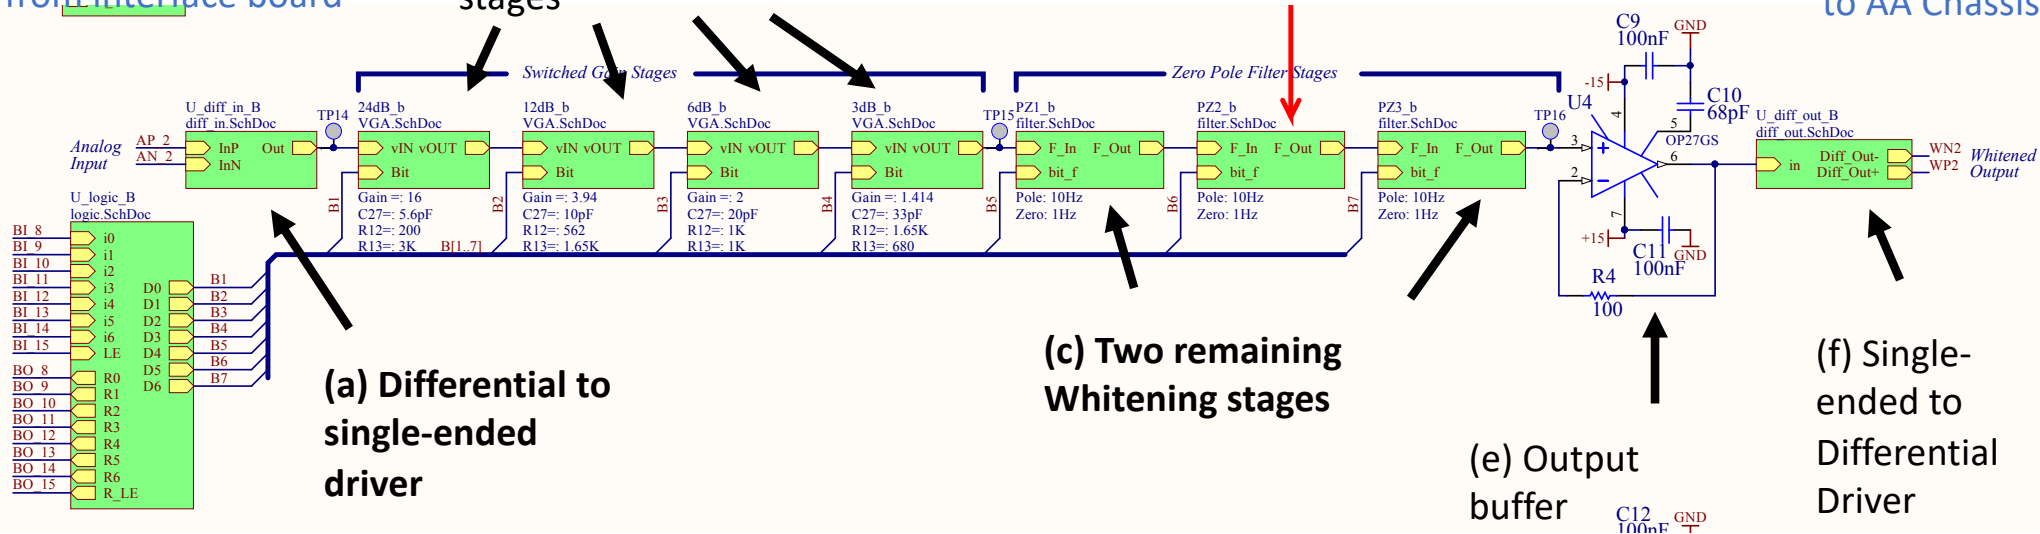 from interface board
stages
to AA Chassis
Switched Gain Stages
Zero Pole Filter Stages
C9
100nF
GND
-15
C10
68pF
U4
OP27GS
4
5
3
2
6
7
+15
C11
100nF
GND
R4
100
U_diff_in_B
diff_in.SchDoc
Analog
Input
AP_2
AN_2
InP
InN
Out
TP14
24dB_b
VGA.SchDoc
vIN vOUT
Bit
Gain =: 16
C27=: 5.6pF
R12=: 200
R13=: 3K
B1
12dB_b
VGA.SchDoc
vIN vOUT
Bit
Gain =: 3.94
C27=: 10pF
R12=: 562
R13=: 1.65K
B2
B[1..7]
6dB_b
VGA.SchDoc
vIN vOUT
Bit
Gain =: 2
C27=: 20pF
R12=: 1K
R13=: 1K
B3
3dB_b
VGA.SchDoc
vIN vOUT
Bit
Gain =: 1.414
C27=: 33pF
R12=: 1.65K
R13=: 680
B4
TP15
PZ1_b
filter.SchDoc
F_In F_Out
bit_f
Pole: 10Hz
Zero: 1Hz
B5
PZ2_b
filter.SchDoc
F_In F_Out
bit_f
Pole: 10Hz
Zero: 1Hz
B6
PZ3_b
filter.SchDoc
F_In F_Out
bit_f
Pole: 10Hz
Zero: 1Hz
B7
TP16
U_diff_out_B
diff_out.SchDoc
in
Diff_Out-
Diff_Out+
WN2
WP2
Whitened
Output
U_logic_B
logic.SchDoc
BI_8
BI_9
BI_10
BI_11
BI_12
BI_13
BI_14
BI_15
i0
i1
i2
i3
i4
i5
i6
LE
D0
D1
D2
D3
D4
D5
D6
B1
B2
B3
B4
B5
B6
B7
BO_8
BO_9
BO_10
BO_11
BO_12
BO_13
BO_14
BO_15
R0
R1
R2
R3
R4
R5
R6
R_LE
(a) Differential to
single-ended
driver
(c) Two remaining
Whitening stages
(e) Output
buffer
(f) Single-
ended to
Differential
Driver
C12
100nF
GND